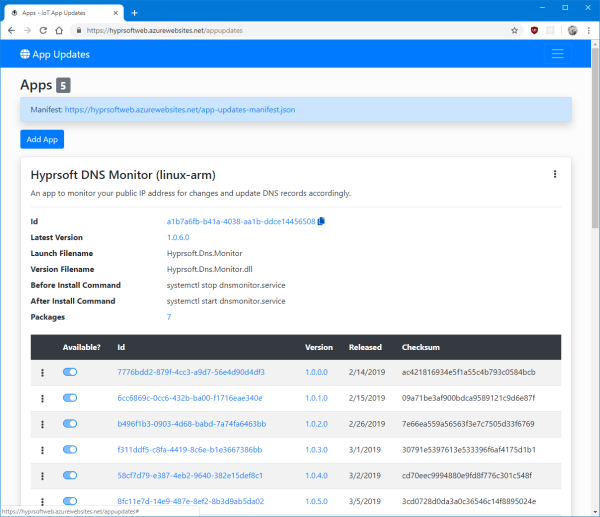 Apps - IoT App Updates
https://hyprsoftweb.azurewebsites.net/appupdates
App Updates
Apps 5
Manifest: https://hyprsoftweb.azurewebsites.net/app-updates-manifest.json
Add App
Hyprsoft DNS Monitor (linux-arm)
An app to monitor your public IP address for changes and update DNS records accordingly.
Id a1b7a6fb-b41a-4038-aa1b-ddce14456508
Latest Version 1.0.6.0
Launch Filename Hyprsoft.Dns.Monitor
Version Filename Hyprsoft.Dns.Monitor.dll
Before Install Command systemctl stop dnsmonitor.service
After Install Command systemctl start dnsmonitor.service
Packages 7
Available? Id Version Released Checksum
7776bdd2-879f-4cc3-a9d7-56e4d90d4df3 1.0.0.0 2/14/2019 ac421816934e5f1a55c4b793c0584bcb
6cc6869c-0cc6-432b-ba00-f1716eae340e 1.0.1.0 2/15/2019 09a71be3af900bdca9589121c9d6e87f
b496f1b3-0903-4d68-babd-7a74fa6463bb 1.0.2.0 2/26/2019 7e66ea559a56563f3e7c7505d33f6769
f311ddf5-c8fa-4419-8c6e-b1e3667386bb 1.0.3.0 3/1/2019 30791e5397613e533396f6af4175d1b1
58cf7d79-e387-4eb2-9640-382e15def8c1 1.0.4.0 3/2/2019 cd70eec9994880e9fd8f776c301c548f
8fc11e7d-14e9-487e-8ef2-8b3d9ab5da02 1.0.5.0 3/5/2019 3cd0728d0da3a0c36546c14f8895024e
https://hyprsoftweb.azurewebsites.net/appupdates#